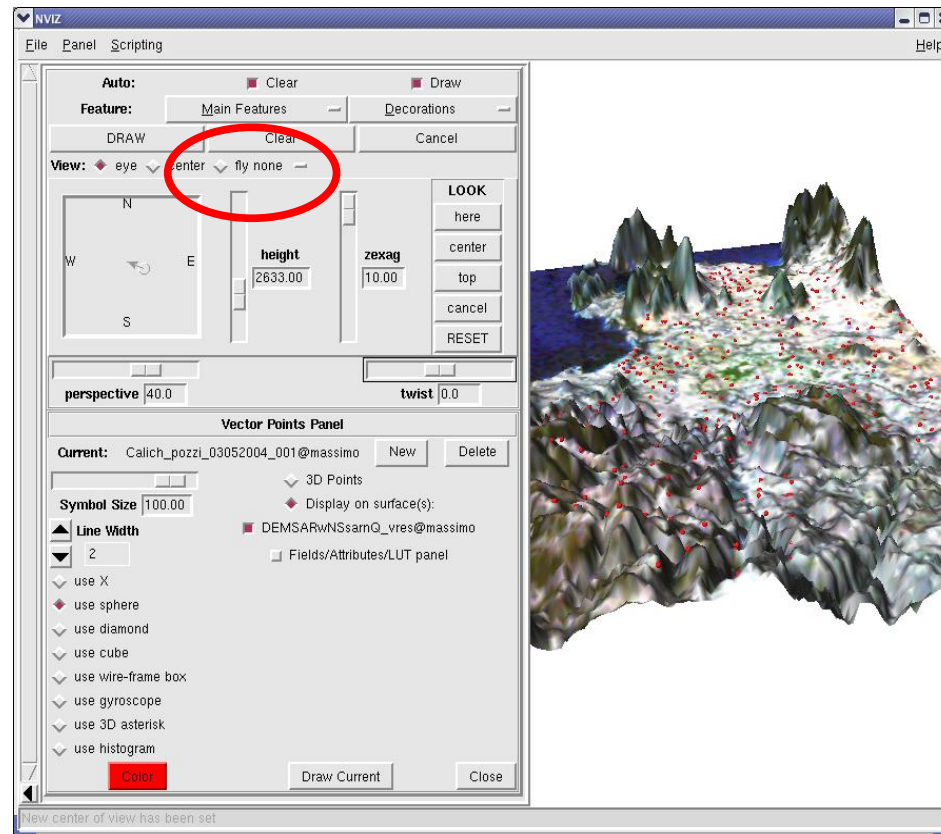 NVIZ
File Panel Scripting Help
Auto: Clear Draw
Feature: Main Features Decorations
DRAW Clear Cancel
View: eye center fly none
N
W E
S
height
2633.00
zexag
10.00
LOOK
here
center
top
cancel
RESET
perspective 40.0
twist 0.0
Vector Points Panel
Current: Calich_pozzi_03052004_001@massimo New Delete
3D Points
Symbol Size 100.00
Display on surface(s):
Line Width
2
DEMSARwNSsarnQ_vres@massimo
Fields/Attributes/LUT panel
use X
use sphere
use diamond
use cube
use wire-frame box
use gyroscope
use 3D asterisk
use histogram
Color Draw Current Close
New center of view has been set